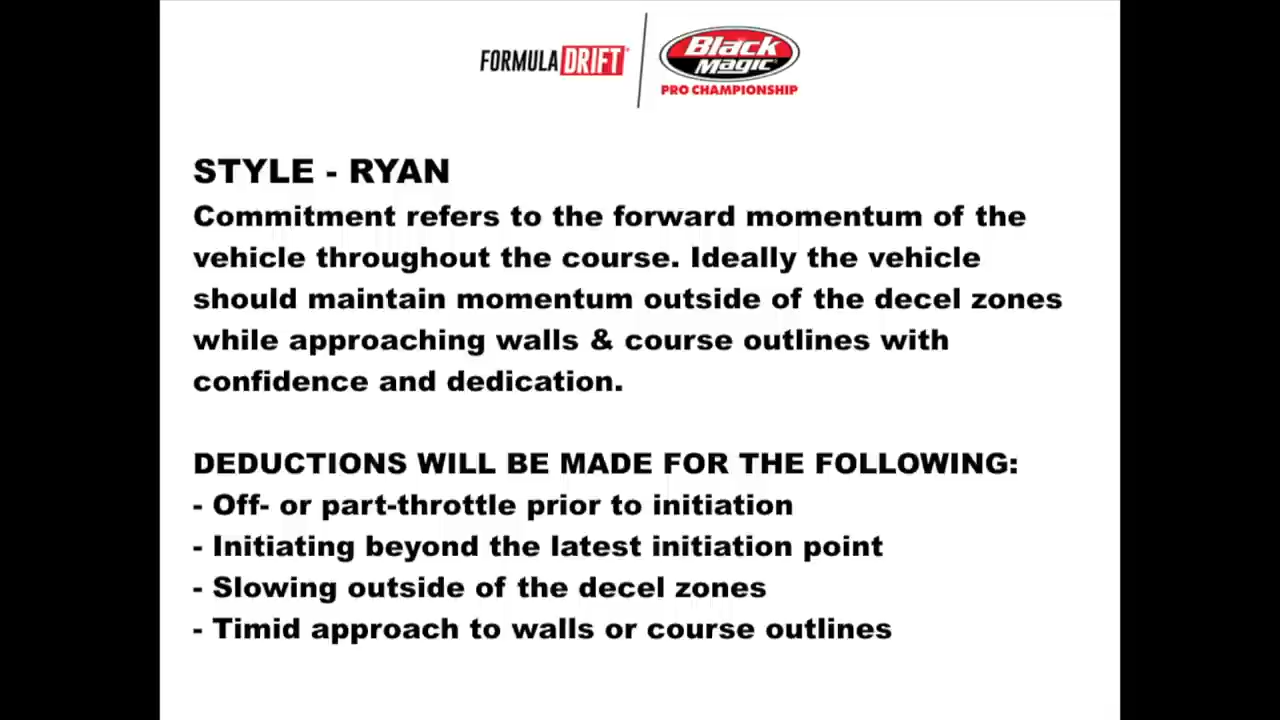 FORMULA DRIFT
Black
Magic
PRO CHAMPIONSHIP
STYLE - RYAN
Commitment refers to the forward momentum of the
vehicle throughout the course. Ideally the vehicle
should maintain momentum outside of the decel zones
while approaching walls & course outlines with
confidence and dedication.
DEDUCTIONS WILL BE MADE FOR THE FOLLOWING:
- Off- or part-throttle prior to initiation
- Initiating beyond the latest initiation point
- Slowing outside of the decel zones
- Timid approach to walls or course outlines